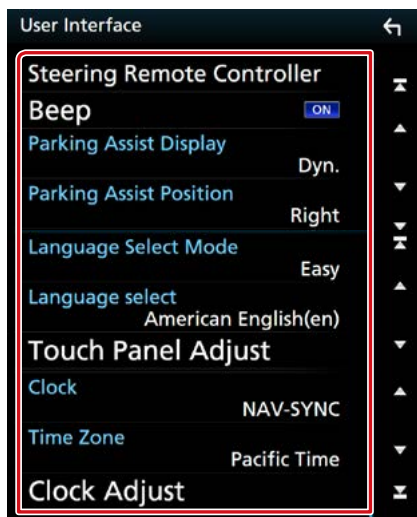 User Interface
Steering Remote Controller
Beep ON
Parking Assist Display
Dyn.
Parking Assist Position
Right
Language Select Mode
Easy
Language select
American English(en)
Touch Panel Adjust
Clock
NAV-SYNC
Time Zone
Pacific Time
Clock Adjust